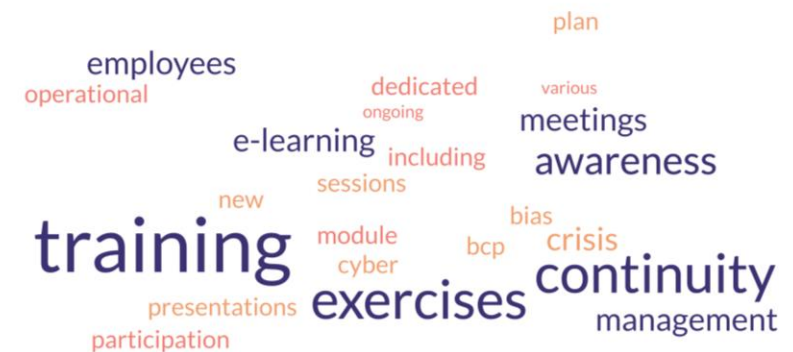 plan
employees
operational
dedicated
various
ongoing
meetings
e-learning
including
awareness
sessions
new
bias
training
module
bcp
crisis
cyber
continuity
presentations
exercises
management
participation